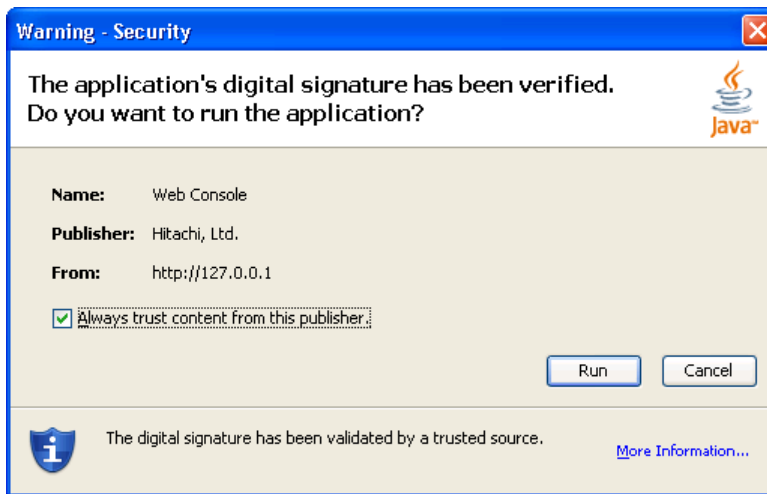 Warning - Security
The application's digital signature has been verified.
Do you want to run the application?
Java™
Name: Web Console
Publisher: Hitachi, Ltd.
From: http://127.0.0.1
Always trust content from this publisher.
Run Cancel
The digital signature has been validated by a trusted source.
More Information...